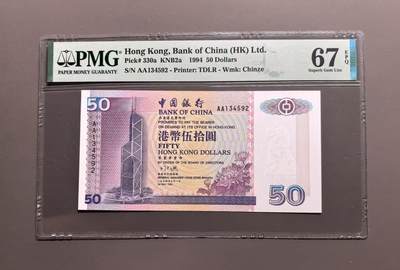 PMG
PAPER MONEY GUARANTY
Hong Kong, Bank of China (HK) Ltd.
Pick# 330a KNB2a 1994 50 Dollars
S/N AA134592 - Printer: TDLR - Wmk: Chinze
67 EPQ
Superb Gem Unc
50
中國銀行
BANK OF CHINA
AA134592
PROMISES TO PAY THE BEARER
ON DEMAND AT ITS OFFICE IN HONG KONG
港幣伍拾圓
FIFTY
HONG KONG DOLLARS
BY ORDER OF THE BOARD OF DIRECTORS
AA134592
50
50